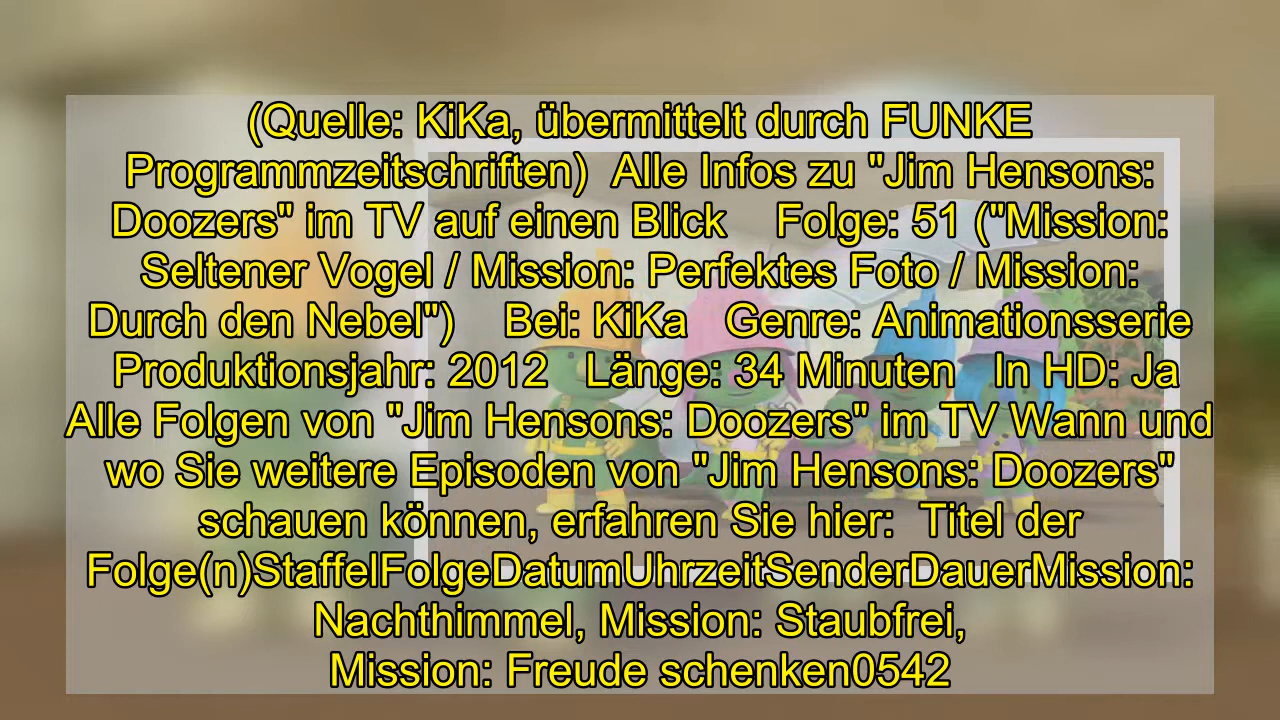 (Quelle: KiKa, übermittelt durch FUNKE
Programmzeitschriften)  Alle Infos zu "Jim Hensons:
Doozers" im TV auf einen Blick    Folge: 51 ("Mission:
Seltener Vogel / Mission: Perfektes Foto / Mission:
Durch den Nebel")    Bei: KiKa   Genre: Animationsserie
Produktionsjahr: 2012   Länge: 34 Minuten   In HD: Ja
Alle Folgen von "Jim Hensons: Doozers" im TV Wann und
wo Sie weitere Episoden von "Jim Hensons: Doozers"
schauen können, erfahren Sie hier:  Titel der
Folge(n)StaffelFolgeDatumUhrzeitSenderDauerMission:
Nachthimmel, Mission: Staubfrei,
Mission: Freude schenken0542